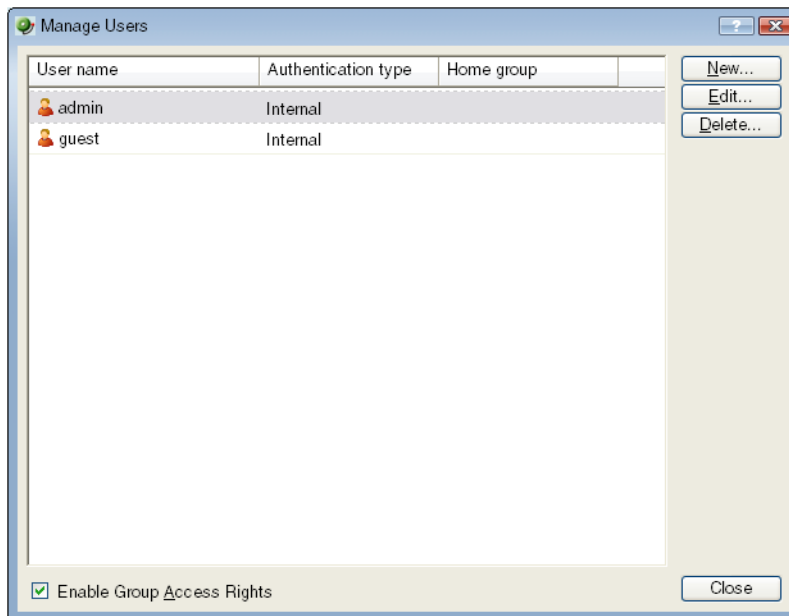 Manage Users
?
User name Authentication type Home group
New...
admin Internal
Edit...
guest Internal
Delete...
Enable Group Access Rights
Close